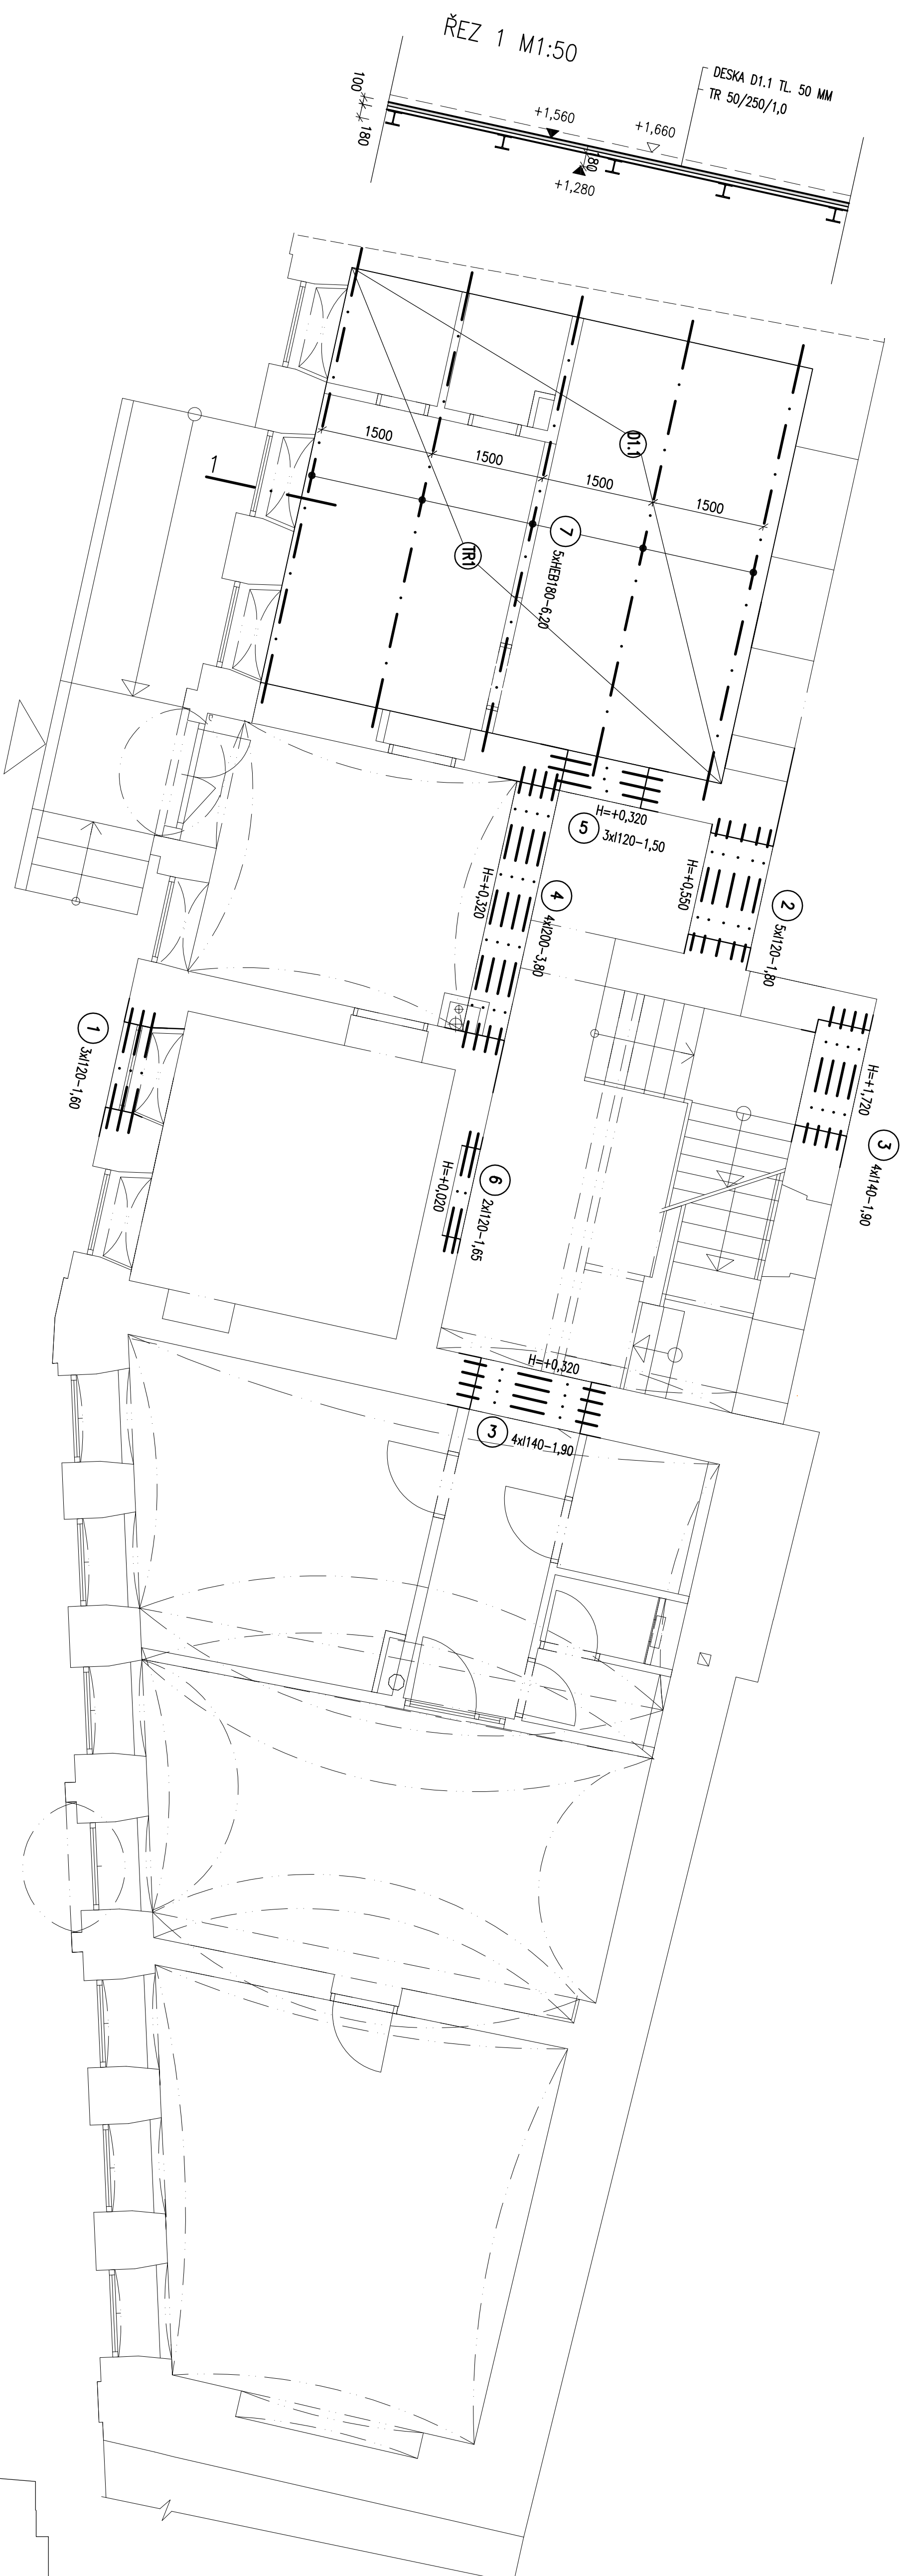 ŘEZ 1 M1:50
DESKA D1.1 TL. 50 MM
TR 50/250/1,0
100
180
+1,560
+1,660
180
+1,280
1500
1500
1500
1500
D1.1
TR1
1
7
5xHEB180-6,20
H=+0,320
5
3xI120-1,50
H=+0,550
2
5xI120-1,80
H=+0,320
4
4xI200-3,80
H=+1,720
3
4xI140-1,90
1
3xI120-1,60
H=+0,020
6
2xI120-1,65
H=+0,320
3
4xI140-1,90